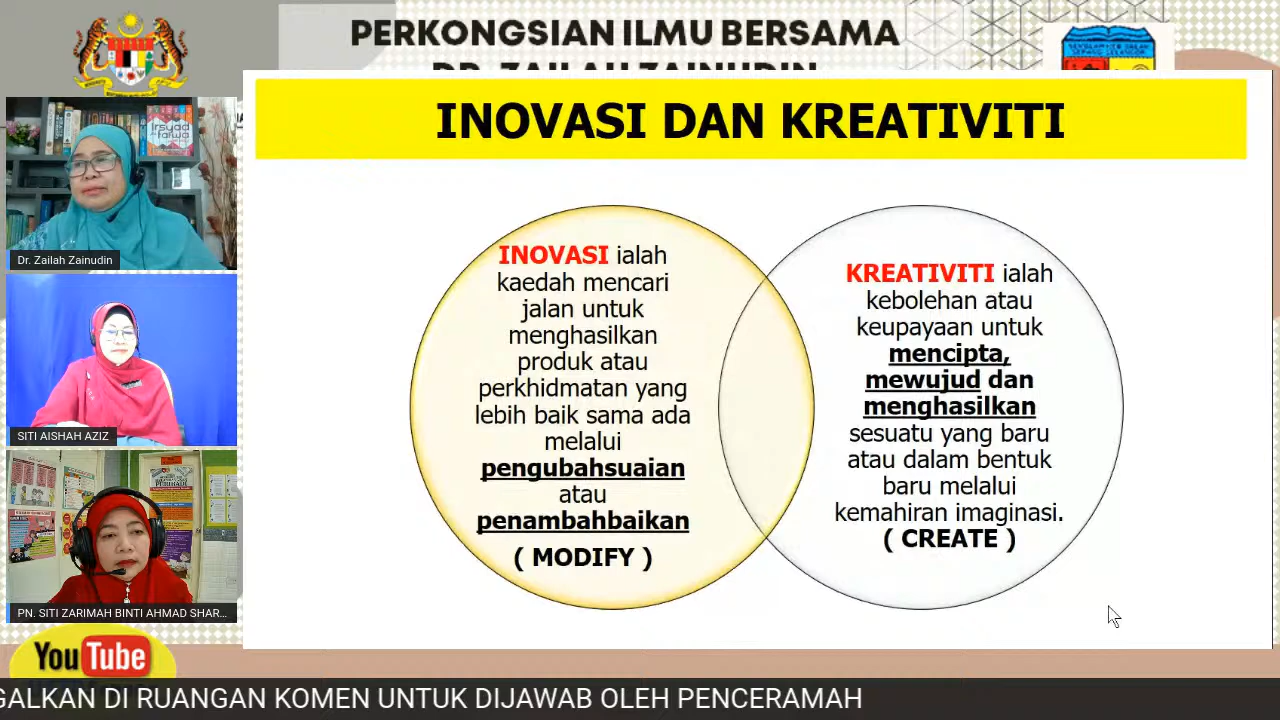 PERKONGSIAN ILMU BERSAMA
DR. ZAILAH ZAINUDIN
INOVASI DAN KREATIVITI
INOVASI ialah
kaedah mencari
jalan untuk
menghasilkan
produk atau
perkhidmatan yang
lebih baik sama ada
melalui
pengubahsuaian
atau
penambahbaikan
( MODIFY )
KREATIVITI ialah
kebolehan atau
keupayaan untuk
mencipta,
mewujud dan
menghasilkan
sesuatu yang baru
atau dalam bentuk
baru melalui
kemahiran imaginasi.
( CREATE )
Dr. Zailah Zainudin
SITI AISHAH AZIZ
PN. SITI ZARIMAH BINTI AHMAD SHAR...
YouTube
GALKAN DI RUANGAN KOMEN UNTUK DIJAWAB OLEH PENCERAMAH